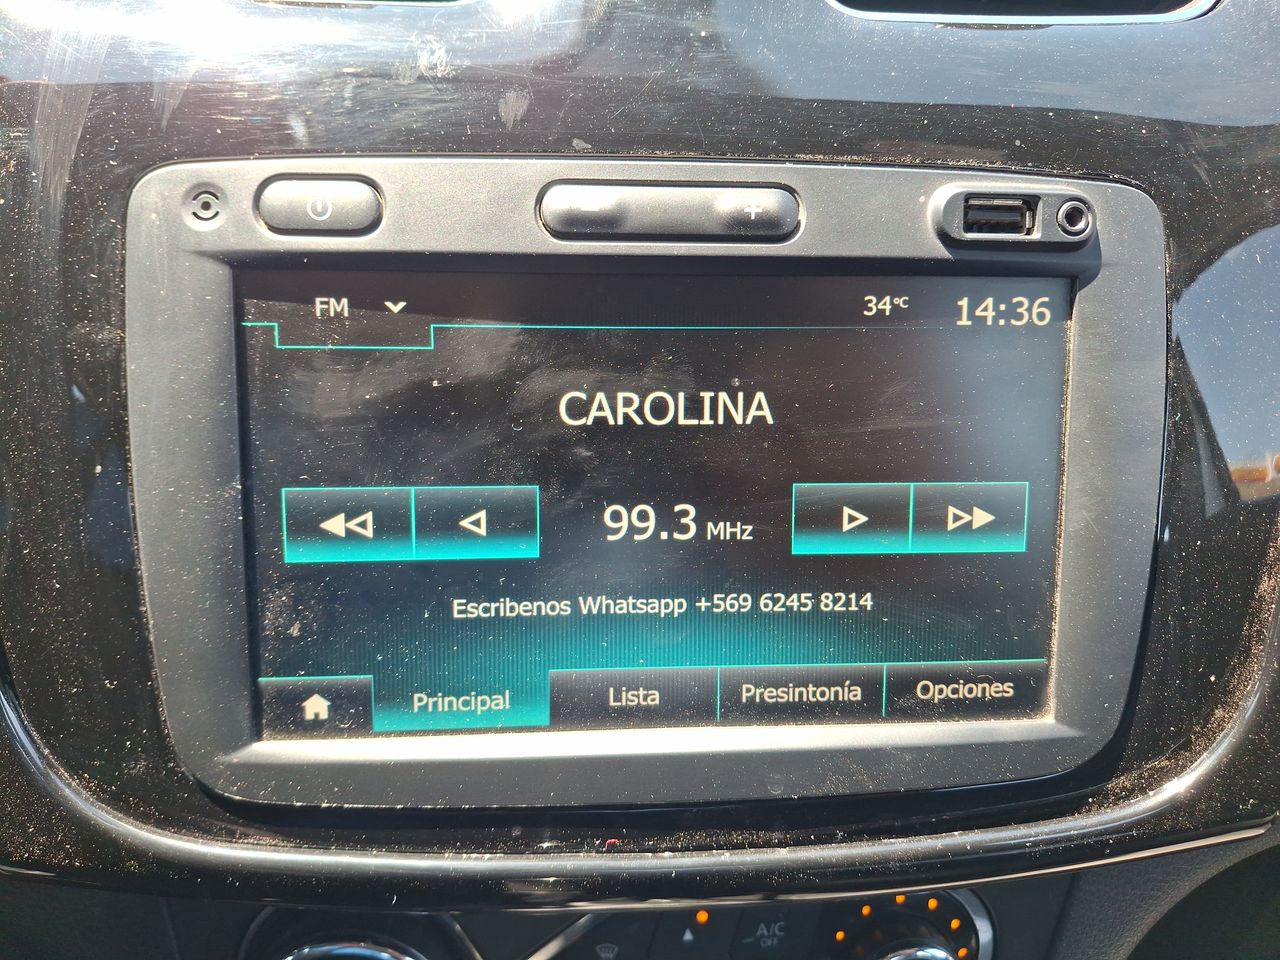 FM 34°C 14:36
CAROLINA
99.3 MHz
Escribenos Whatsapp +569 6245 8214
Principal Lista Presintonía Opciones
A/C
OFF